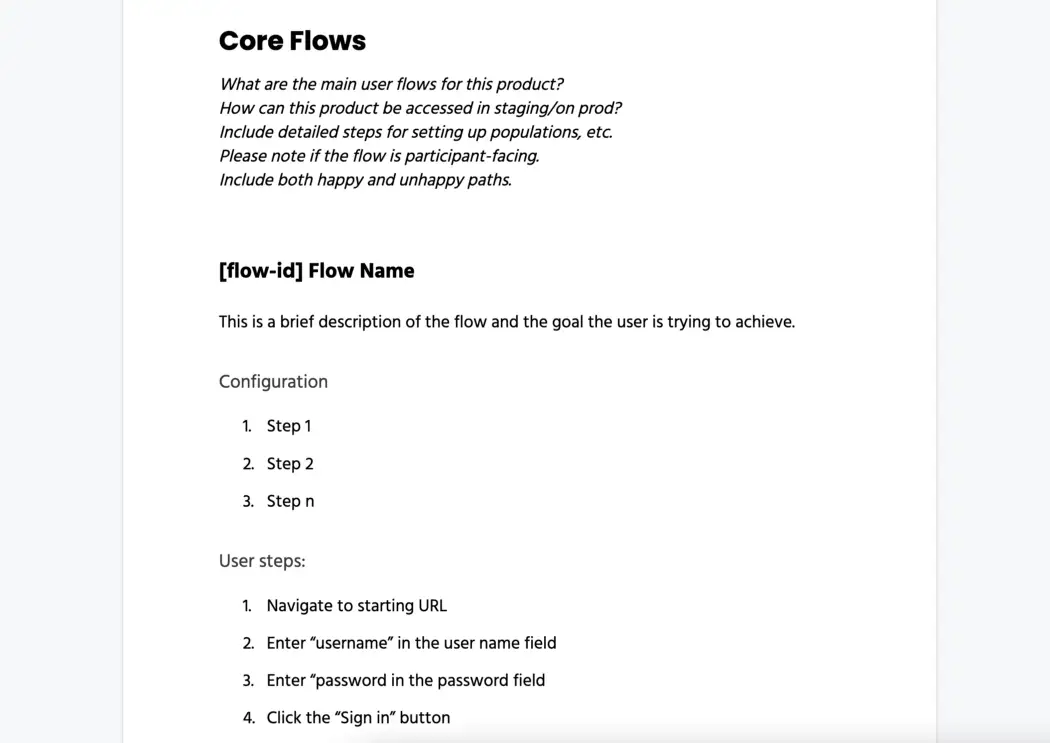 Core Flows
What are the main user flows for this product?
How can this product be accessed in staging/on prod?
Include detailed steps for setting up populations, etc.
Please note if the flow is participant-facing.
Include both happy and unhappy paths.
[flow-id] Flow Name
This is a brief description of the flow and the goal the user is trying to achieve.
Configuration
1. Step 1
2. Step 2
3. Step n
User steps:
1. Navigate to starting URL
2. Enter “username” in the user name field
3. Enter “password in the password field
4. Click the “Sign in” button